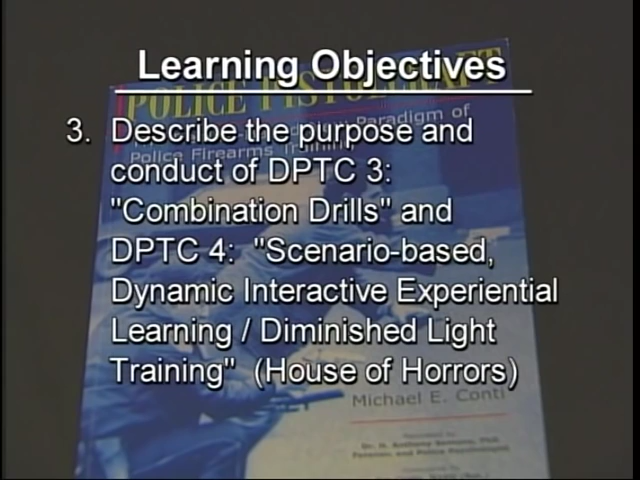 Learning Objectives
POLICE PISTOLCRAFT
3. Describe the purpose and
Paradigm of
Police Firearms Training
conduct of DPTC 3:
"Combination Drills" and
DPTC 4: "Scenario-based,
Dynamic Interactive Experiential
Learning / Diminished Light
Training" (House of Horrors)
Michael E. Conti